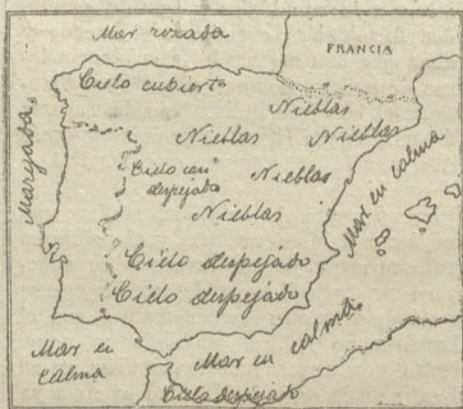 Mar rizada
FRANCIA
Cielo cubierto
Nieblas
Nieblas
Nieblas
Marejada
Cielo casi
despejado
Nieblas
Nieblas
Mar en calma
Cielo despejado
Cielo despejado
Mar en
calma
Mar en calma
Cielo despejado